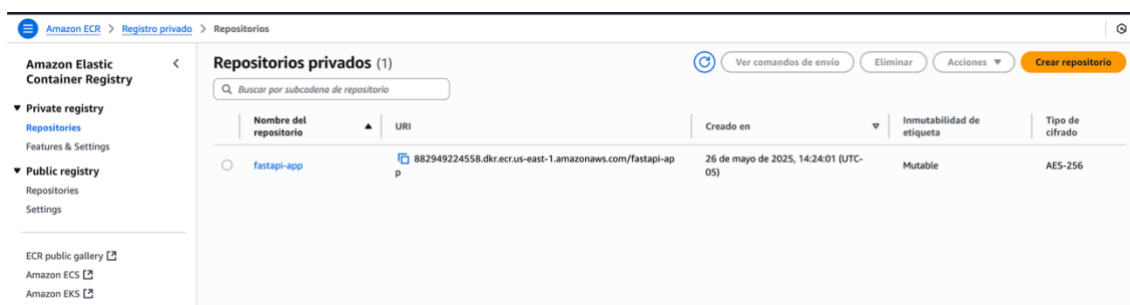 Amazon ECR > Registro privado > Repositorios
Amazon Elastic
Container Registry
Private registry
Repositories
Features & Settings
Public registry
Repositories
Settings
ECR public gallery
Amazon ECS
Amazon EKS
Repositorios privados (1)
Ver comandos de envío
Eliminar
Acciones
Crear repositorio
Buscar por subcadena de repositorio
Nombre del
repositorio
URI
Creado en
Inmutabilidad de
etiqueta
Tipo de
cifrado
fastapi-app
882949224558.dkr.ecr.us-east-1.amazonaws.com/fastapi-ap
p
26 de mayo de 2025, 14:24:01 (UTC-
05)
Mutable
AES-256